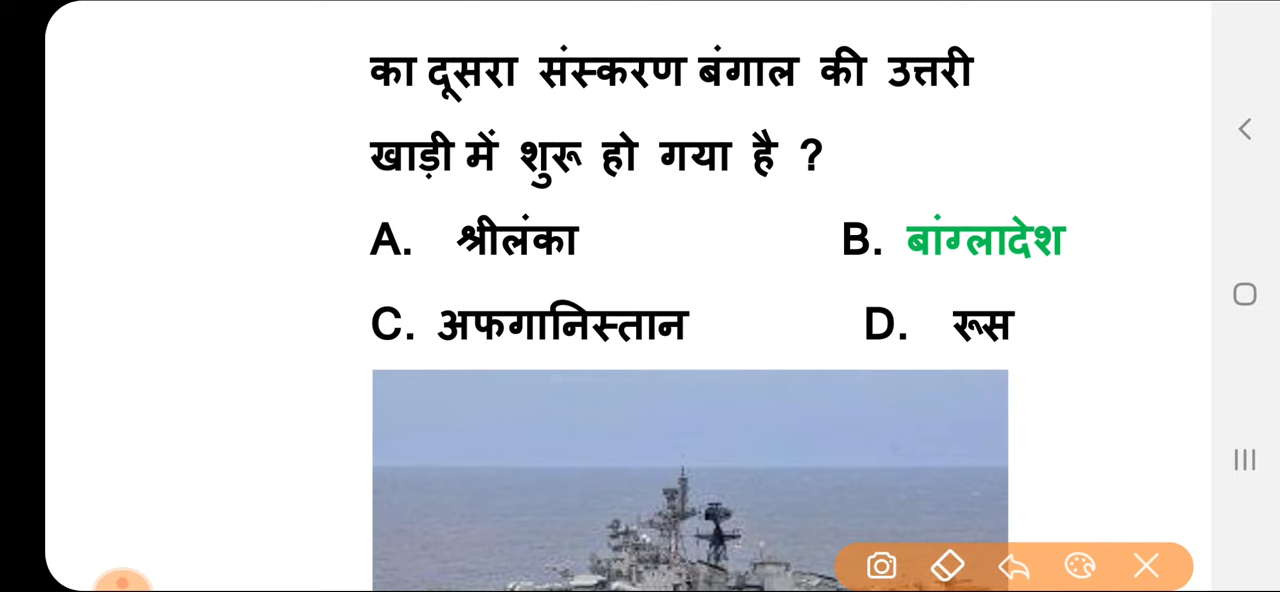 का दूसरा संस्करण बंगाल की उत्तरी
खाड़ी में शुरू हो गया है ?
A. श्रीलंका B. बांग्लादेश
C. अफगानिस्तान D. रूस